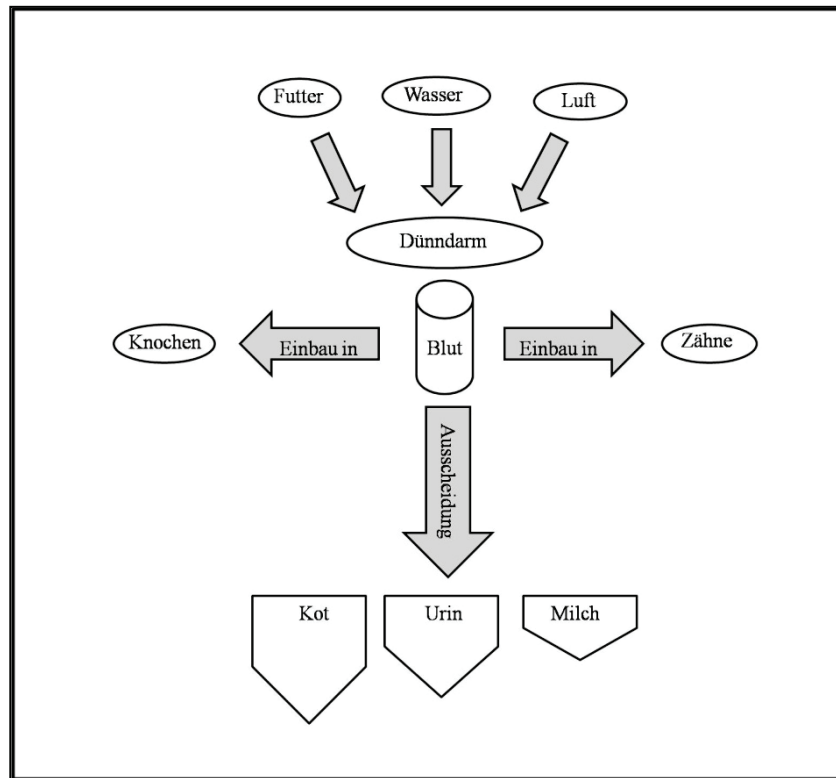 Futter
Wasser
Luft
Dünndarm
Knochen
Einbau in
Blut
Einbau in
Zähne
Ausscheidung
Kot
Urin
Milch